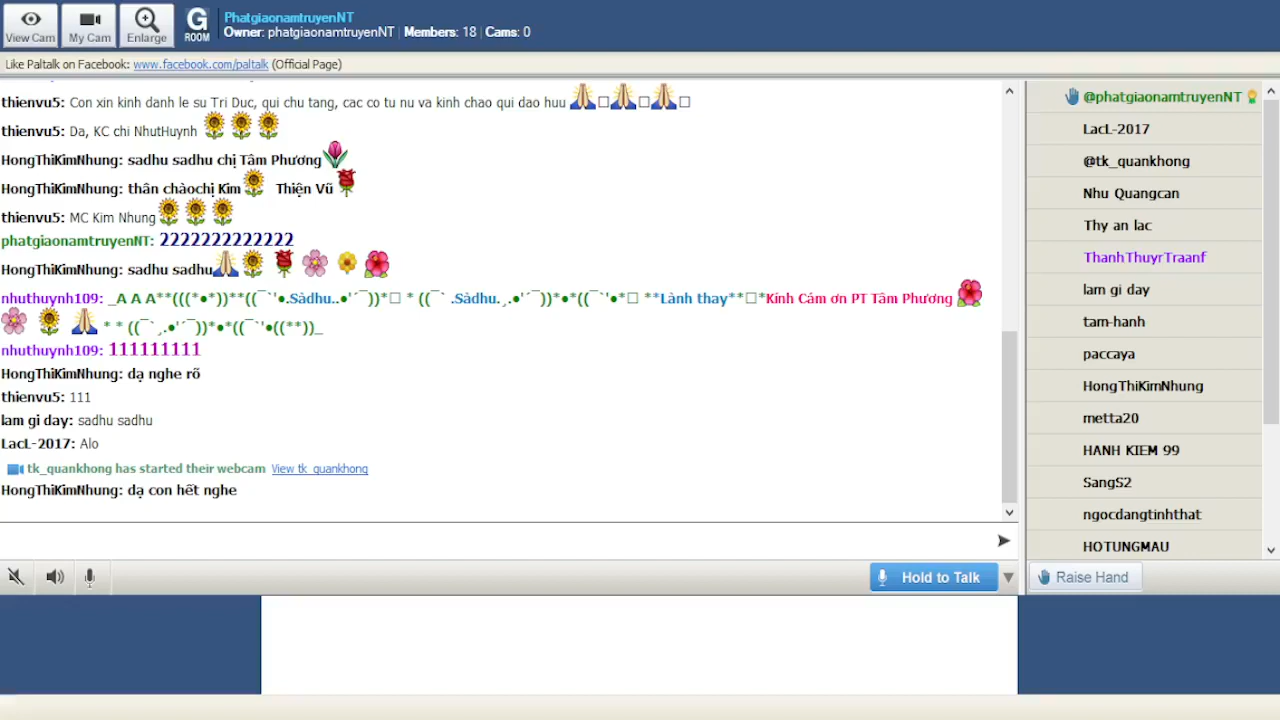 View Cam
My Cam
Enlarge
G ROOM
PhatgiaonamtruyenNT
Owner: phatgiaonamtruyenNT | Members: 18 | Cams: 0
Like Paltalk on Facebook: www.facebook.com/paltalk (Official Page)
thienvu5: Con xin kinh danh le su Tri Duc, qui chu tang, cac co tu nu va kinh chao qui dao huu
thienvu5: Da, KC chi NhutHuynh
HongThiKimNhung: sadhu sadhu chị Tâm Phương
HongThiKimNhung: thân chàochị Kim Thiện Vũ
thienvu5: MC Kim Nhung
phatgiaonamtruyenNT: 2222222222222
HongThiKimNhung: sadhu sadhu
nhuthuynh109: _A A A**(((*•*))**((¯`'•.Sàdhu..•'´¯))*□ * ((¯` .Sàdhu.¸.•'´¯))*•*((¯`'•*□ **Lành thay**□*Kính Cám ơn PT Tâm Phương
* * ((¯`¸.•'´¯))*•*((¯`'•((**))_
nhuthuynh109: 111111111
HongThiKimNhung: dạ nghe rõ
thienvu5: 111
lam gi day: sadhu sadhu
LacL-2017: Alo
tk_quankhong has started their webcam View tk_quankhong
HongThiKimNhung: dạ con hết nghe
Hold to Talk
@phatgiaonamtruyenNT
LacL-2017
@tk_quankhong
Nhu Quangcan
Thy an lac
ThanhThuyrTraanf
lam gi day
tam-hanh
paccaya
HongThiKimNhung
metta20
HANH KIEM 99
SangS2
ngocdangtinhthat
HOTUNGMAU
Raise Hand